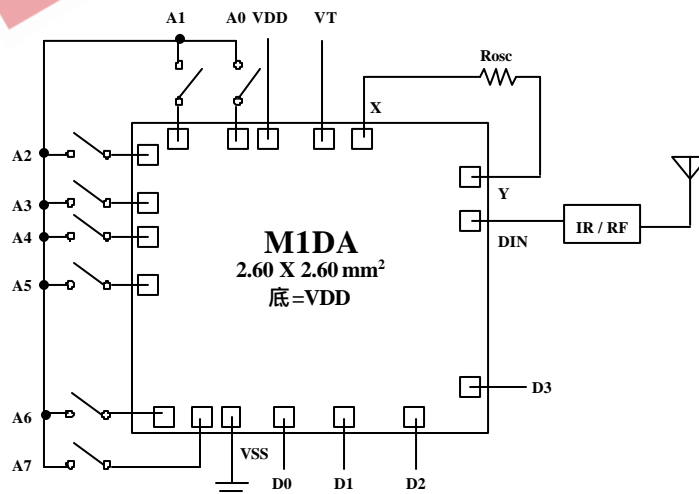 A1
A0 VDD
VT
Rosc
X
A2
Y
A3
IR / RF
A4
DIN
M1DA
2.60 X 2.60 mm²
A5
底=VDD
D3
A6
VSS
A7
D0
D1
D2